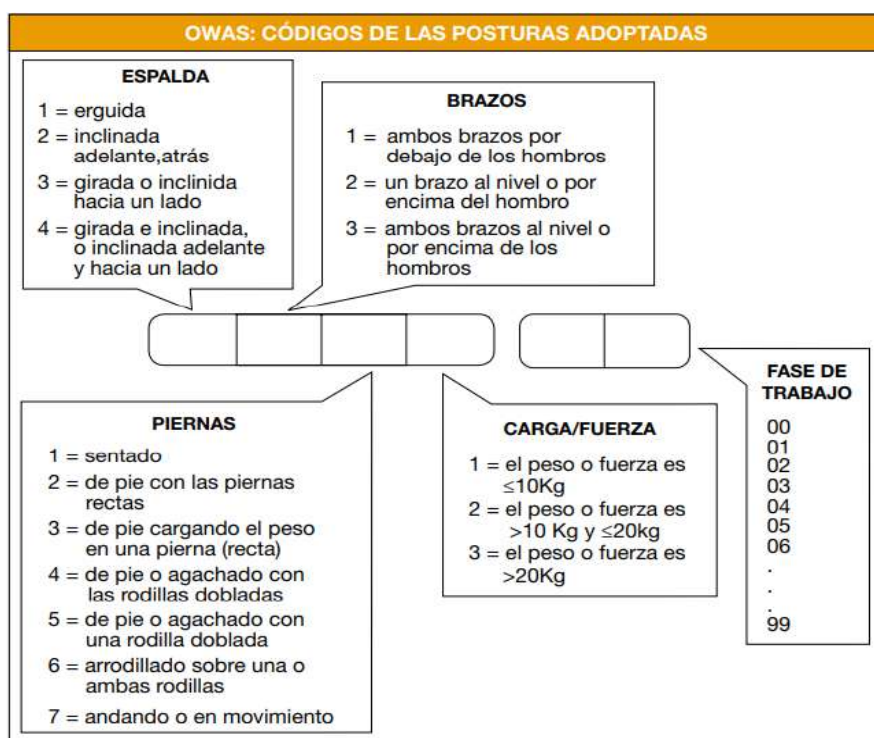 OWAS: CÓDIGOS DE LAS POSTURAS ADOPTADAS
ESPALDA
1 = erguida
2 = inclinada
adelante,atrás
3 = girada o inclinida
hacia un lado
4 = girada e inclinada,
o inclinada adelante
y hacia un lado
BRAZOS
1 = ambos brazos por
debajo de los hombros
2 = un brazo al nivel o por
encima del hombro
3 = ambos brazos al nivel o
por encima de los
hombros
PIERNAS
1 = sentado
2 = de pie con las piernas
rectas
3 = de pie cargando el peso
en una pierna (recta)
4 = de pie o agachado con
las rodillas dobladas
5 = de pie o agachado con
una rodilla doblada
6 = arrodillado sobre una o
ambas rodillas
7 = andando o en movimiento
CARGA/FUERZA
1 = el peso o fuerza es
≤10Kg
2 = el peso o fuerza es
>10 Kg y ≤20kg
3 = el peso o fuerza es
>20Kg
FASE DE
TRABAJO
00
01
02
03
04
05
06
.
.
.
99